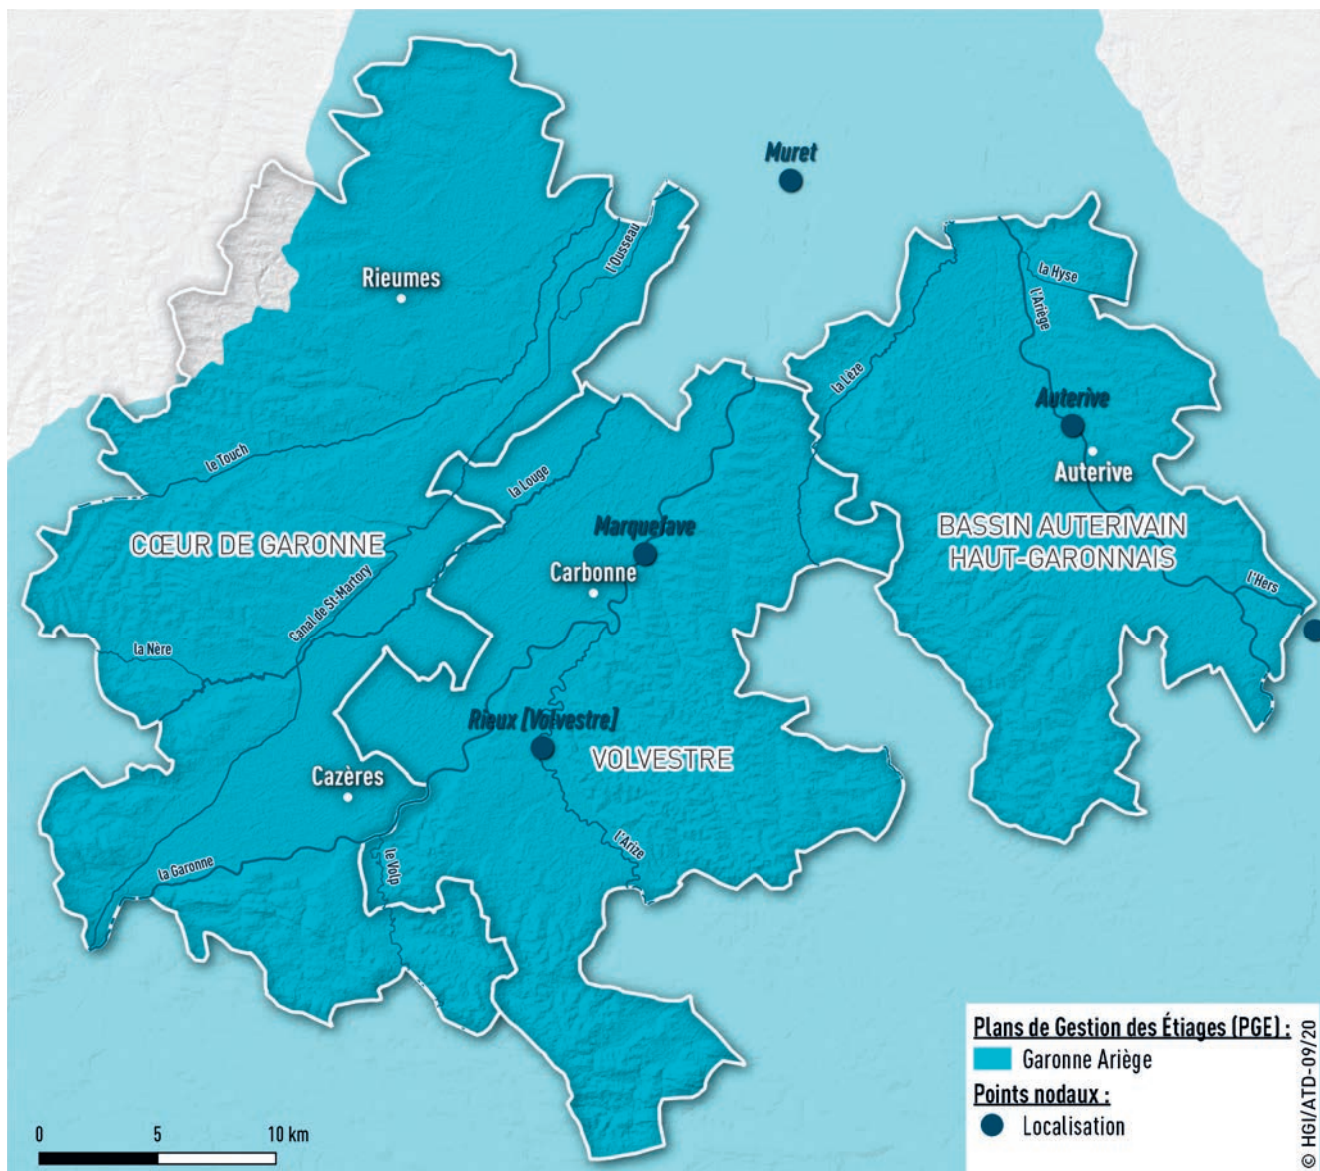 Muret
l'Ousseau
la Hyse
Rieumes
l'Ariège
la Lèze
Auterive
Auterive
le Touch
la Louge
Marquefave
BASSIN AUTERIVAIN
HAUT-GARONNAIS
CŒUR DE GARONNE
Carbonne
l'Hers
Canal de St-Martory
la Nère
Rieux [Volvestre]
VOLVESTRE
Cazères
l'Arize
la Garonne
le Volp
Plans de Gestion des Étiages (PGE) :
Garonne Ariège
Points nodaux :
Localisation
0 5 10 km
© HGI/ATD-09/20